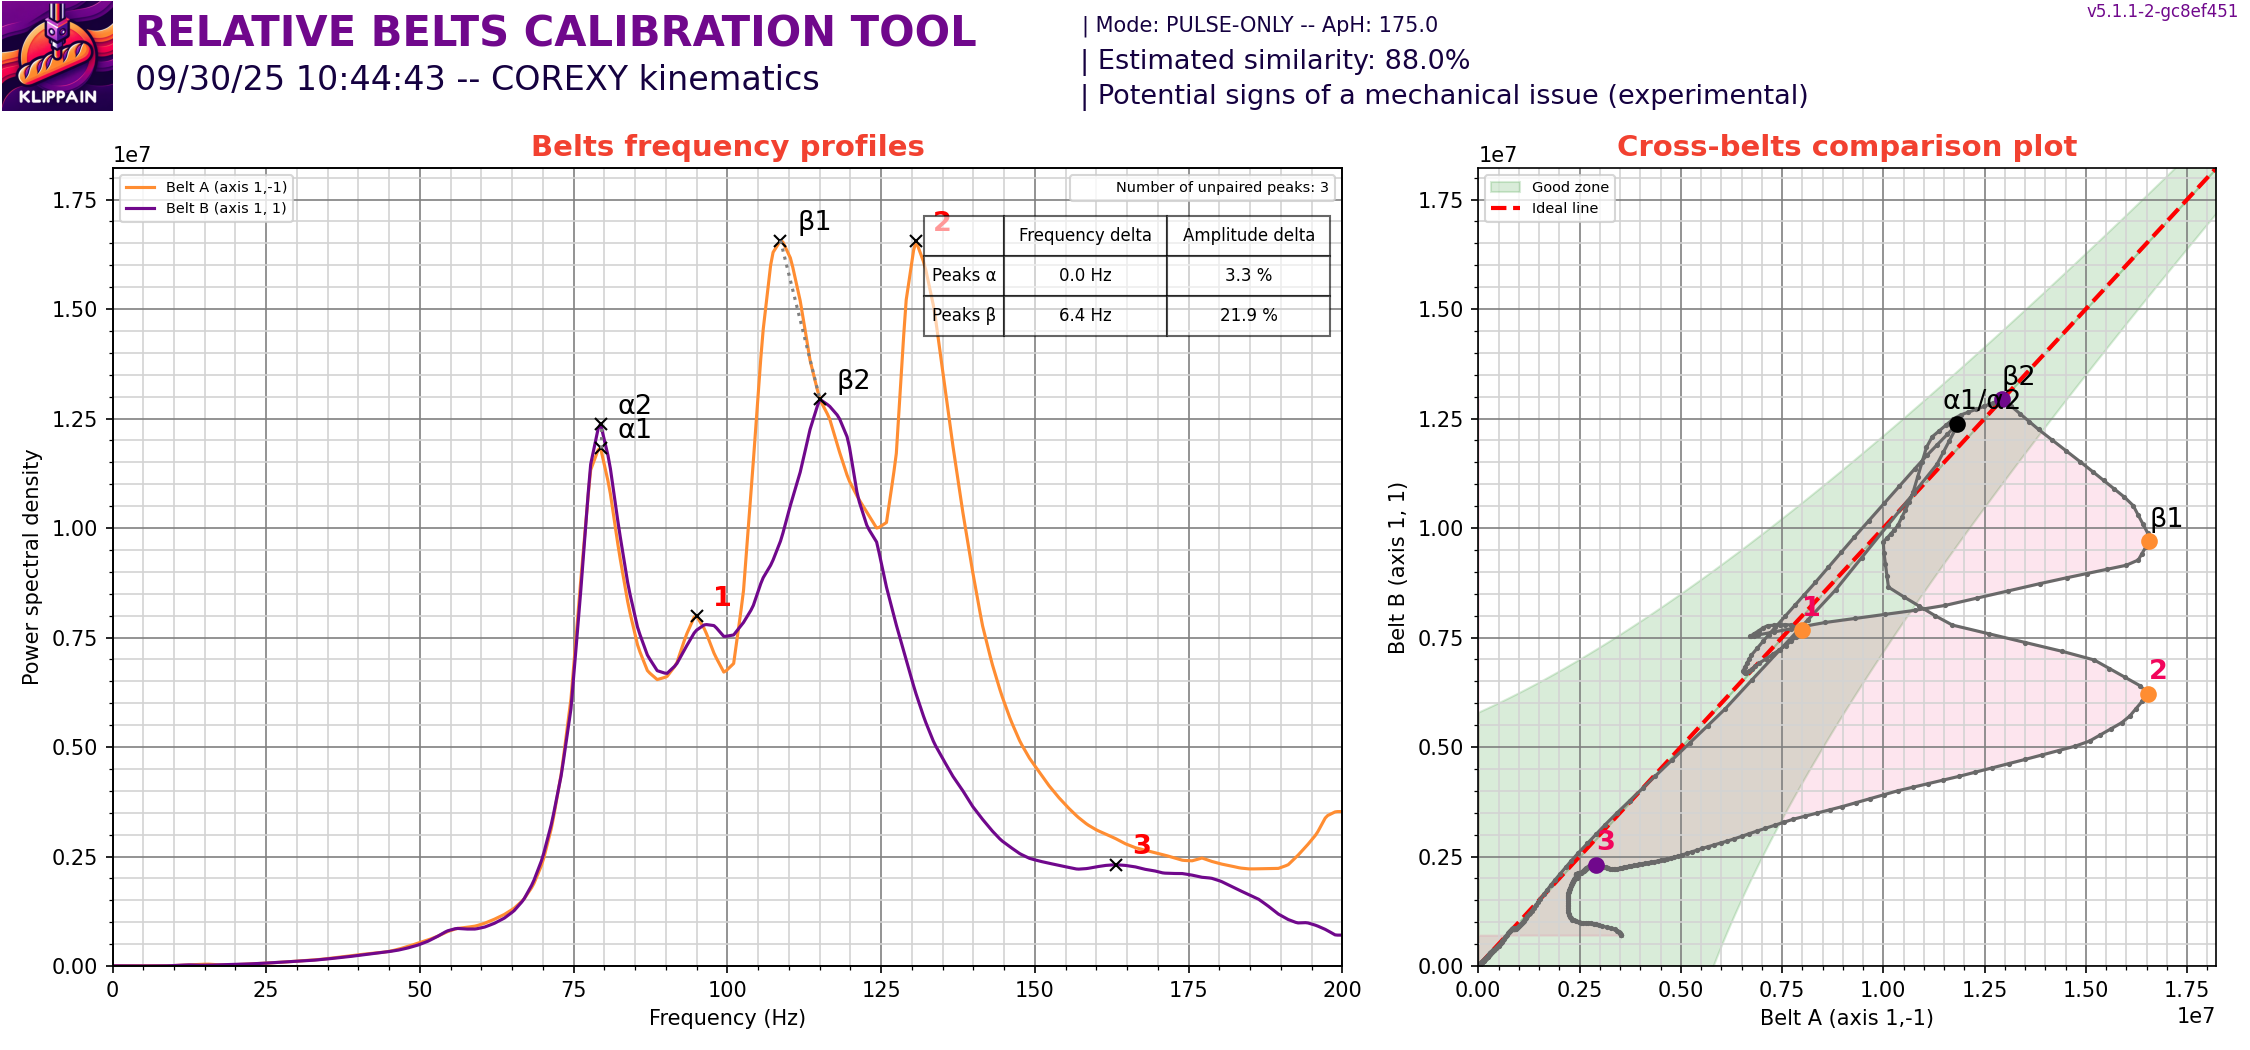 v5.1.1-2-gc8ef451
KLIPPAIN
RELATIVE BELTS CALIBRATION TOOL
09/30/25 10:44:43 -- COREXY kinematics
| Mode: PULSE-ONLY -- ApH: 175.0
| Estimated similarity: 88.0%
| Potential signs of a mechanical issue (experimental)
Belts frequency profiles
1e7
Belt A (axis 1,-1)
Belt B (axis 1, 1)
Number of unpaired peaks: 3
Frequency delta Amplitude delta
Peaks α 0.0 Hz 3.3 %
Peaks β 6.4 Hz 21.9 %
β1
2
β2
α2
α1
1
3
Power spectral density
1.75
1.50
1.25
1.00
0.75
0.50
0.25
0.00
0 25 50 75 100 125 150 175 200
Frequency (Hz)
Cross-belts comparison plot
1e7
Good zone
Ideal line
β2
α1/α2
β1
1
2
3
Belt B (axis 1, 1)
1.75
1.50
1.25
1.00
0.75
0.50
0.25
0.00
0.00 0.25 0.50 0.75 1.00 1.25 1.50 1.75
1e7
Belt A (axis 1,-1)